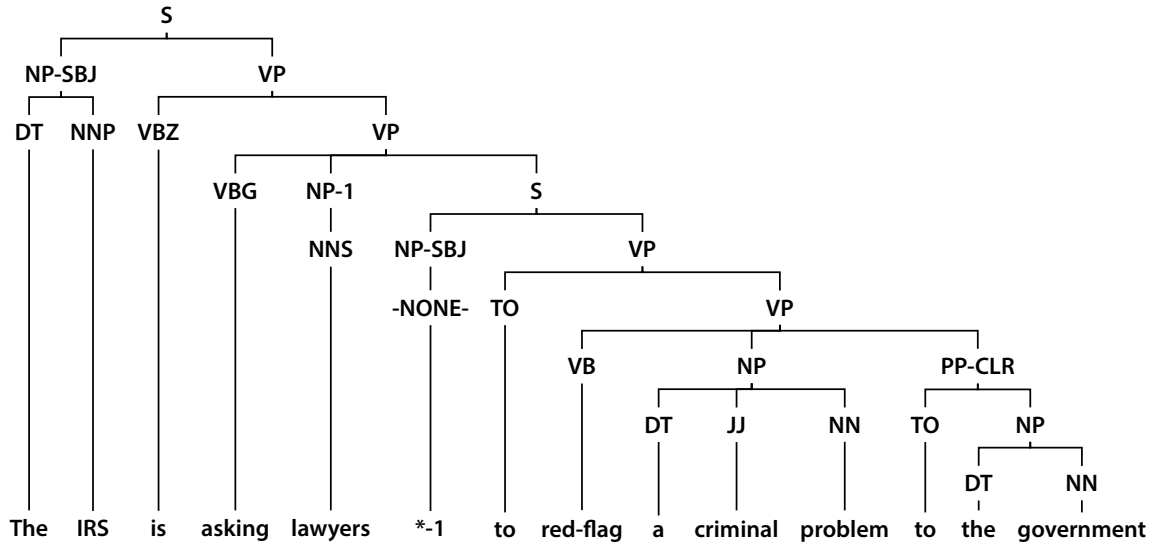 S
NP-SBJ VP
DT NNP VBZ VP
VBG NP-1 S
NNS NP-SBJ VP
-NONE- TO VP
VB NP PP-CLR
DT JJ NN TO NP
DT NN
The IRS is asking lawyers *-1 to red-flag a criminal problem to the government